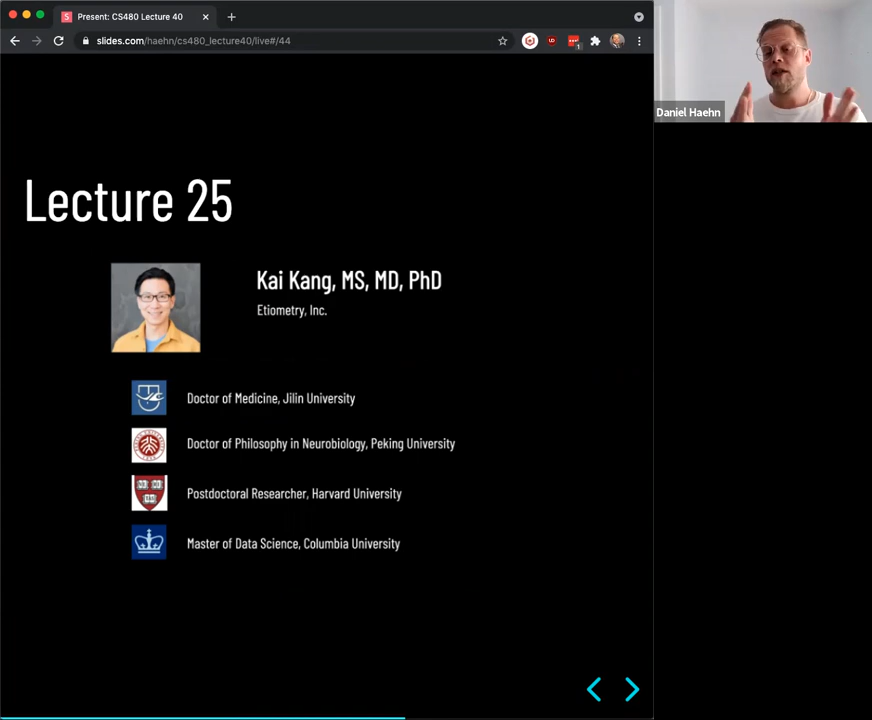 Present: CS480 Lecture 40
slides.com/haehn/cs480_lecture40/live#/44
UD
1
Daniel Haehn
Lecture 25
Kai Kang, MS, MD, PhD
Etiometry, Inc.
Doctor of Medicine, Jilin University
Doctor of Philosophy in Neurobiology, Peking University
Postdoctoral Researcher, Harvard University
Master of Data Science, Columbia University